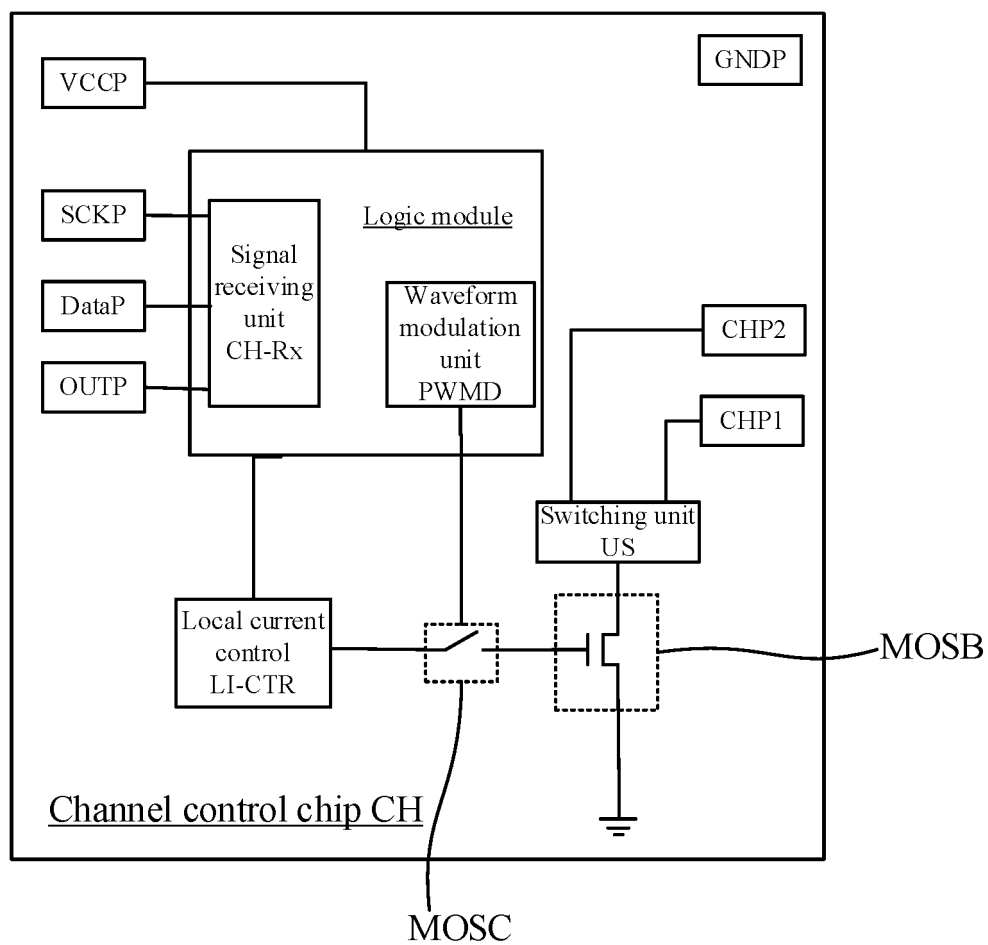 GNDP
VCCP
SCKP
Logic module
Signal
receiving
unit
CH-Rx
DataP
Waveform
modulation
unit
PWMD
CHP2
OUTP
CHP1
Switching unit
US
Local current
control
LI-CTR
MOSB
Channel control chip CH
MOSC